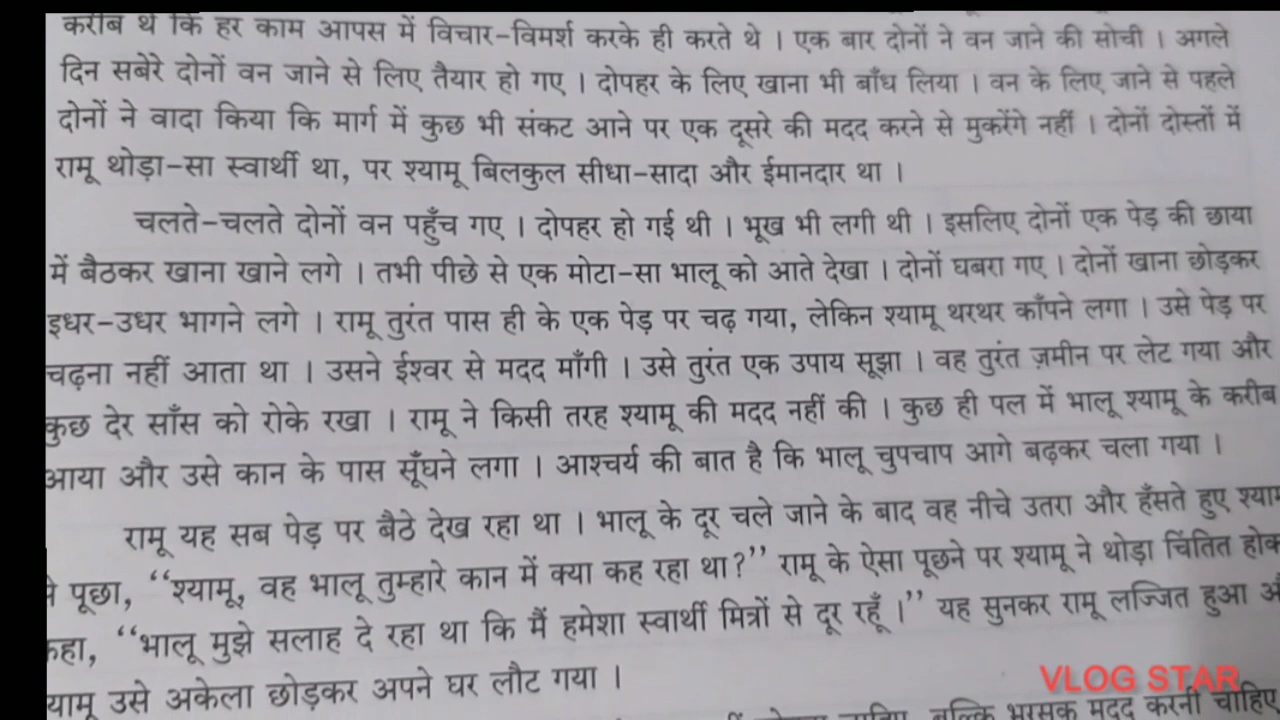 करीब थे कि हर काम आपस में विचार-विमर्श करके ही करते थे । एक बार दोनों ने वन जाने की सोची । अगले
दिन सबेरे दोनों वन जाने से लिए तैयार हो गए । दोपहर के लिए खाना भी बाँध लिया । वन के लिए जाने से पहले
दोनों ने वादा किया कि मार्ग में कुछ भी संकट आने पर एक दूसरे की मदद करने से मुकरेंगे नहीं । दोनों दोस्तों में
रामू थोड़ा-सा स्वार्थी था, पर श्यामू बिलकुल सीधा-सादा और ईमानदार था ।
चलते-चलते दोनों वन पहुँच गए । दोपहर हो गई थी । भूख भी लगी थी । इसलिए दोनों एक पेड़ की छाया
में बैठकर खाना खाने लगे । तभी पीछे से एक मोटा-सा भालू को आते देखा । दोनों घबरा गए । दोनों खाना छोड़कर
इधर-उधर भागने लगे । रामू तुरंत पास ही के एक पेड़ पर चढ़ गया, लेकिन श्यामू थरथर काँपने लगा । उसे पेड़ पर
चढ़ना नहीं आता था । उसने ईश्वर से मदद माँगी । उसे तुरंत एक उपाय सूझा । वह तुरंत ज़मीन पर लेट गया और
कुछ देर साँस को रोके रखा । रामू ने किसी तरह श्यामू की मदद नहीं की । कुछ ही पल में भालू श्यामू के करीब
आया और उसे कान के पास सूँघने लगा । आश्चर्य की बात है कि भालू चुपचाप आगे बढ़कर चला गया ।
रामू यह सब पेड़ पर बैठे देख रहा था । भालू के दूर चले जाने के बाद वह नीचे उतरा और हँसते हुए
पूछा, “श्यामू, वह भालू तुम्हारे कान में क्या कह रहा था?” रामू के ऐसा पूछने पर श्यामू ने थोड़ा चिंतित
“भालू मुझे सलाह दे रहा था कि मैं हमेशा स्वार्थी मित्रों से दूर रहूँ ।” यह सुनकर रामू लज्जित हुआ
उसे अकेला छोड़कर अपने घर लौट गया ।
VLOG STAR
बल्कि भरसक मदद करनी चाहिए